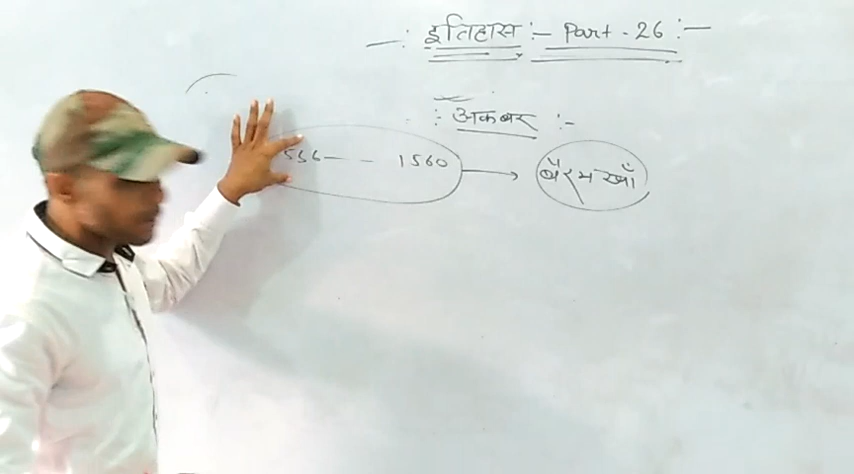 —: इतिहास :- Part-26 :-
: अकबर :-
556 — - 1560 → बैरम खाँ